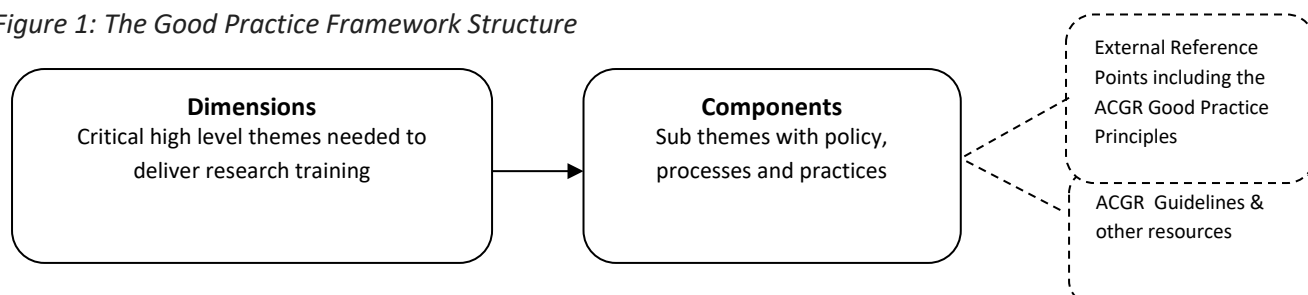 Figure 1: The Good Practice Framework Structure
Dimensions
Critical high level themes needed to
deliver research training
Components
Sub themes with policy,
processes and practices
External Reference
Points including the
ACGR Good Practice
Principles
ACGR Guidelines &
other resources